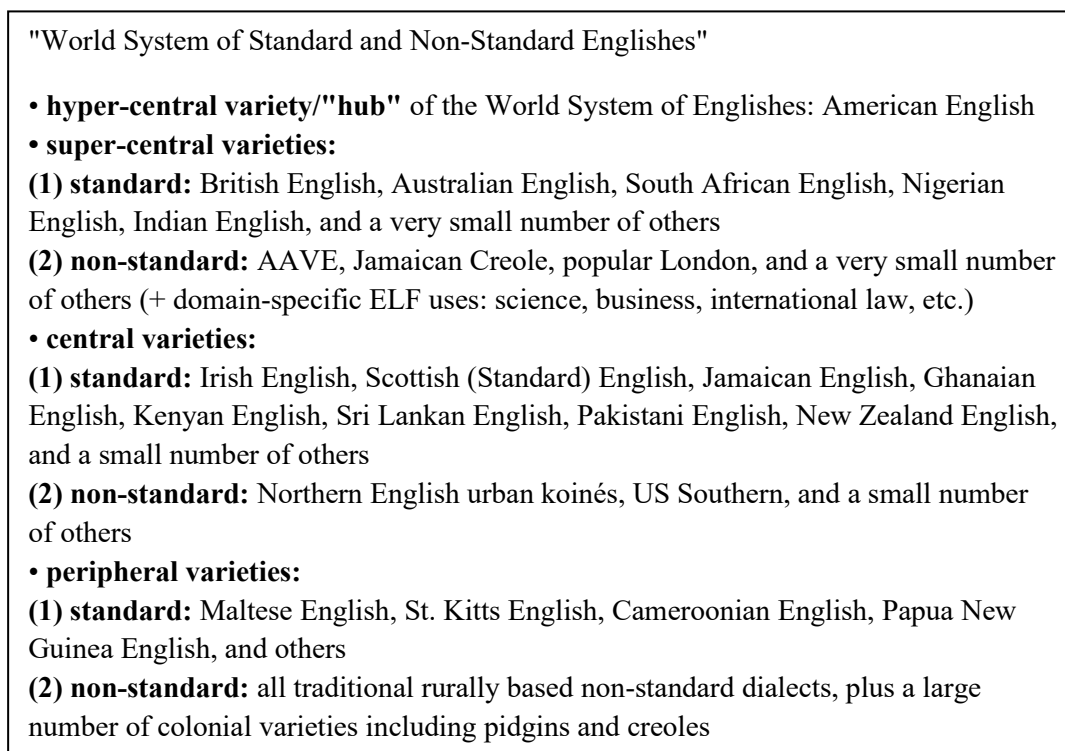 "World System of Standard and Non-Standard Englishes"
• hyper-central variety/"hub" of the World System of Englishes: American English
• super-central varieties:
(1) standard: British English, Australian English, South African English, Nigerian
English, Indian English, and a very small number of others
(2) non-standard: AAVE, Jamaican Creole, popular London, and a very small number
of others (+ domain-specific ELF uses: science, business, international law, etc.)
• central varieties:
(1) standard: Irish English, Scottish (Standard) English, Jamaican English, Ghanaian
English, Kenyan English, Sri Lankan English, Pakistani English, New Zealand English,
and a small number of others
(2) non-standard: Northern English urban koinés, US Southern, and a small number
of others
• peripheral varieties:
(1) standard: Maltese English, St. Kitts English, Cameroonian English, Papua New
Guinea English, and others
(2) non-standard: all traditional rurally based non-standard dialects, plus a large
number of colonial varieties including pidgins and creoles